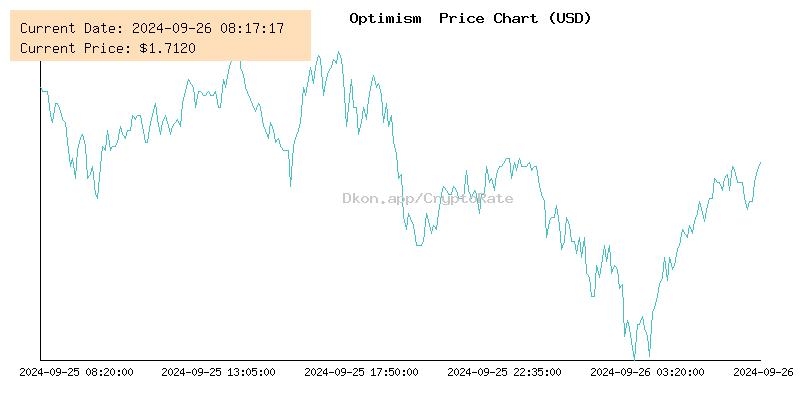 Optimism Price Chart (USD)
Current Date: 2024-09-26 08:17:17
Current Price: $1.7120
Dkon.app/CryptoRate
2024-09-25 08:20:00 2024-09-25 13:05:00 2024-09-25 17:50:00 2024-09-25 22:35:00 2024-09-26 03:20:00 2024-09-26